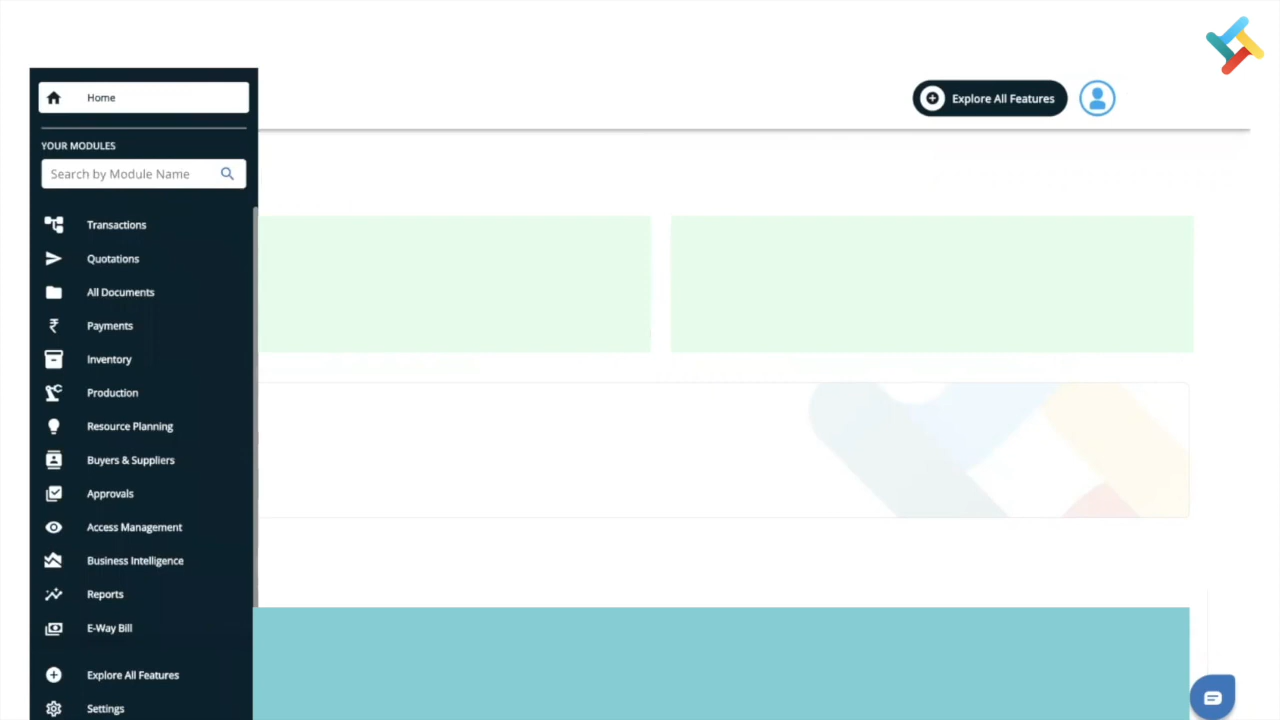 Home
Explore All Features
YOUR MODULES
Search by Module Name
Transactions
Quotations
All Documents
Payments
Inventory
Production
Resource Planning
Buyers & Suppliers
Approvals
Access Management
Business Intelligence
Reports
E-Way Bill
Explore All Features
Settings